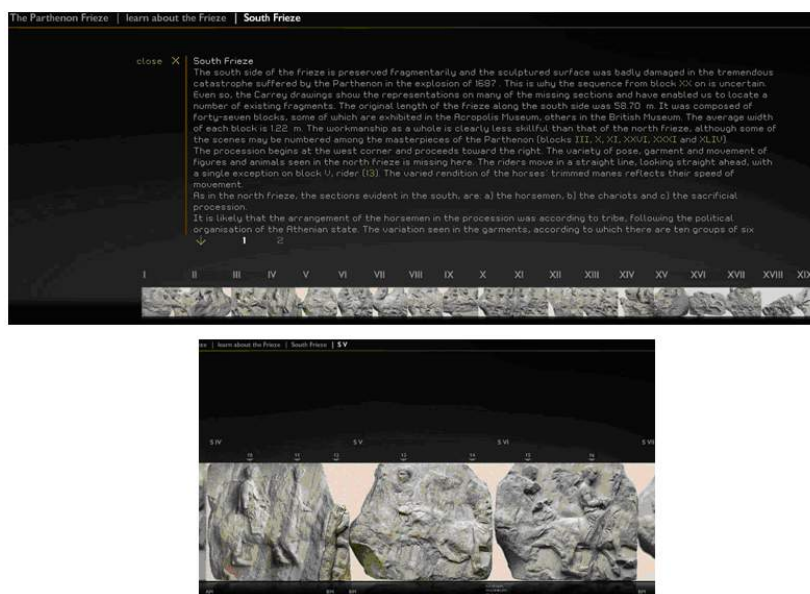 The Parthenon Frieze | learn about the Frieze | South Frieze
close X South Frieze
The south side of the frieze is preserved fragmentarily and the sculptured surface was badly damaged in the tremendous
catastrophe suffered by the Parthenon in the explosion of 1687 . This is why the sequence from block XX on is uncertain.
Even so, the Carrey drawings show the representations on many of the missing sections and have enabled us to locate a
number of existing fragments. The original length of the frieze along the south side was 58.70 m. It was composed of
forty-seven blocks, some of which are exhibited in the Acropolis Museum, others in the British Museum. The average width
of each block is 1.22 m. The workmanship as a whole is clearly less skillful than that of the north frieze, although some of
the scenes may be numbered among the masterpieces of the Parthenon (blocks III, X, XI, XXVI, XXXI and XLIV)
The procession begins at the west corner and proceeds toward the right. The variety of pose, garment and movement of
figures and animals seen in the north frieze is missing here. The riders move in a straight line, looking straight ahead, with
a single exception on block V, rider (13). The varied rendition of the horses' trimmed manes reflects their speed of
movement.
As in the north frieze, the sections evident in the south, are: a) the horsemen, b) the chariots and c) the sacrificial
procession.
It is likely that the arrangement of the horsemen in the procession was according to tribe, following the political
organisation of the Athenian state. The variation seen in the garments, according to which there are ten groups of six
1 2
I II III IV V VI VII VIII IX X XI XII XIII XIV XV XVI XVII XVIII XIX
learn about the Frieze | South Frieze | S V
S IV S V S VI S VII
10 11 12 13 14 15 16
AM BM BM BM